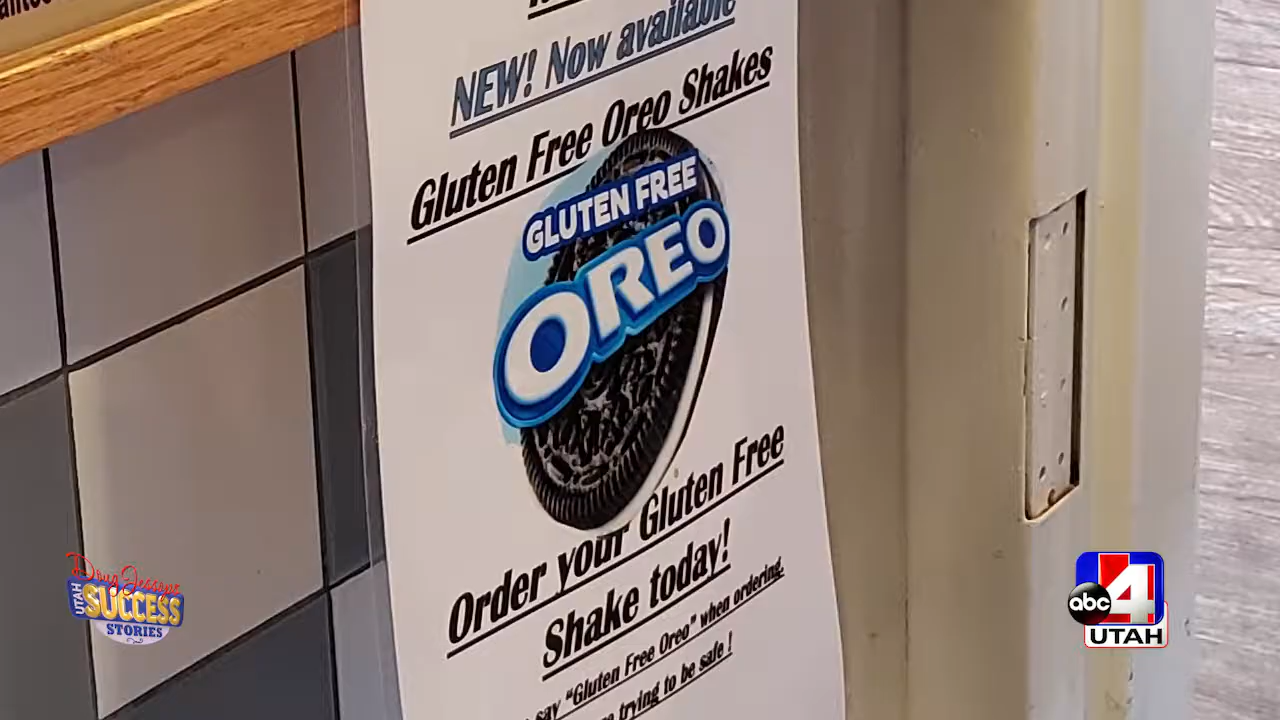 NEW! Now available
Gluten Free Oreo Shakes
GLUTEN FREE
OREO
Order your Gluten Free
Shake today!
say “Gluten Free Oreo” when ordering.
trying to be safe !
Doug Jessop's
UTAH
SUCCESS
STORIES
abc
4
UTAH